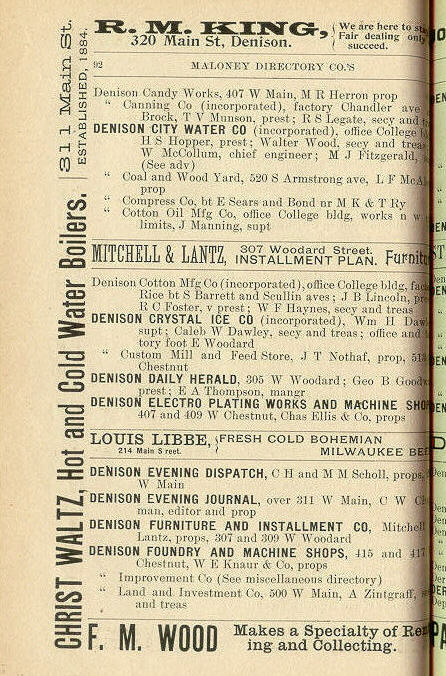 R. M. KING,
320 Main St, Denison.
We are here to
Fair dealing only
succeed.
92 MALONEY DIRECTORY CO.'S
Denison Candy Works, 407 W Main, M R Herron prop
“ Canning Co (incorporated), factory Chandler ave
Brock, T V Munson, prest; R S Legate, secy and
DENISON CITY WATER CO (incorporated), office College
H S Hopper, prest; Walter Wood, secy and
W McCollum, chief engineer; M J Fitzgerald,
(See adv)
“ Coal and Wood Yard, 520 S Armstrong ave, L F
prop
“ Compress Co, bt E Sears and Bond nr M K & T Ry
“ Cotton Oil Mfg Co, office College bldg, works n w
limits, J Manning, supt
MITCHELL & LANTZ, 307 Woodard Street.
INSTALLMENT PLAN.
Denison Cotton Mfg Co (incorporated), office College bldg,
Rice bt S Barrett and Scullin aves; J B Lincoln,
R C Foster, v prest; W F Haynes, secy and treas
DENISON CRYSTAL ICE CO (incorporated), Wm H
supt; Caleb W Dawley, secy and treas; office and
tory foot E Woodard
“ Custom Mill and Feed Store, J T Nothaf, prop,
Chestnut
DENISON DAILY HERALD, 305 W Woodard; Geo B
prest; E A Thompson, mangr
DENISON ELECTRO PLATING WORKS AND MACHINE
407 and 409 W Chestnut, Chas Ellis & Co, props
LOUIS LIBBE,
214 Main Street.
FRESH COLD BOHEMIAN
MILWAUKEE
DENISON EVENING DISPATCH, C H and M M Scholl, props,
W Main
DENISON EVENING JOURNAL, over 311 W Main, C W
man, editor and prop
DENISON FURNITURE AND INSTALLMENT CO, Mitchell
Lantz, props, 307 and 309 W Woodard
DENISON FOUNDRY AND MACHINE SHOPS, 415 and 417
Chestnut, W E Knaur & Co, props
“ Improvement Co (See miscellaneous directory)
“ Land and Investment Co, 500 W Main, A Zintgraff,
and treas
F. M. WOOD
Makes a Specialty of
ing and Collecting.
CHRIST WALTZ, Hot and Cold Water Boilers.
311 Main St.
ESTABLISHED, 1884.